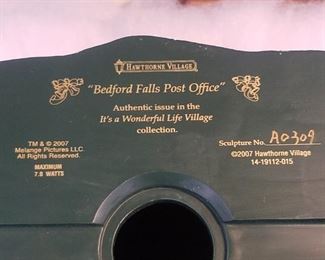 HAWTHORNE VILLAGE
"Bedford Falls Post Office"
Authentic issue in the
It's a Wonderful Life Village
collection.
TM & © 2007
Melange Pictures LLC.
All Rights Reserved.
MAXIMUM
7.0 WATTS
Sculpture No. A0309
©2007 Hawthorne Village
14-19112-015